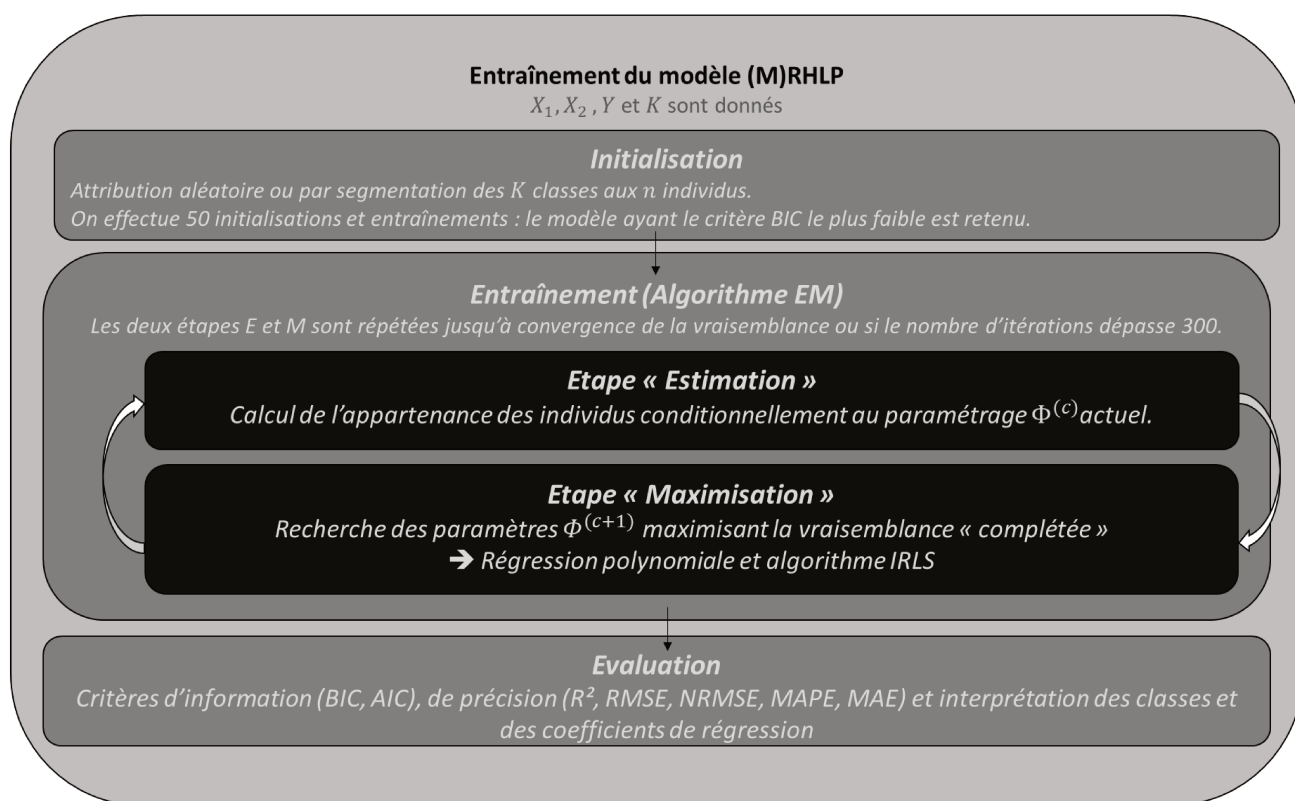 Entraînement du modèle (M)RHLP
X₁, X₂ , Y et K sont donnés
Initialisation
Attribution aléatoire ou par segmentation des K classes aux n individus.
On effectue 50 initialisations et entraînements : le modèle ayant le critère BIC le plus faible est retenu.
Entraînement (Algorithme EM)
Les deux étapes E et M sont répétées jusqu’à convergence de la vraisemblance ou si le nombre d’itérations dépasse 300.
Etape « Estimation »
Calcul de l’appartenance des individus conditionnellement au paramétrage Φ⁽ᶜ⁾ actuel.
Etape « Maximisation »
Recherche des paramètres Φ⁽ᶜ⁺¹⁾ maximisant la vraisemblance « complétée »
➔ Régression polynomiale et algorithme IRLS
Evaluation
Critères d’information (BIC, AIC), de précision (R², RMSE, NRMSE, MAPE, MAE) et interprétation des classes et
des coefficients de régression